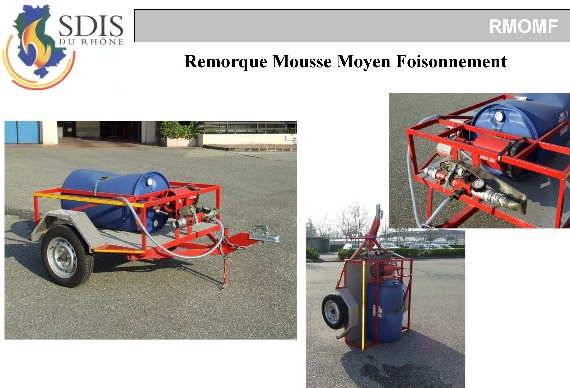 SDIS
DU RHÔNE
RMOMF
Remorque Mousse Moyen Foisonnement